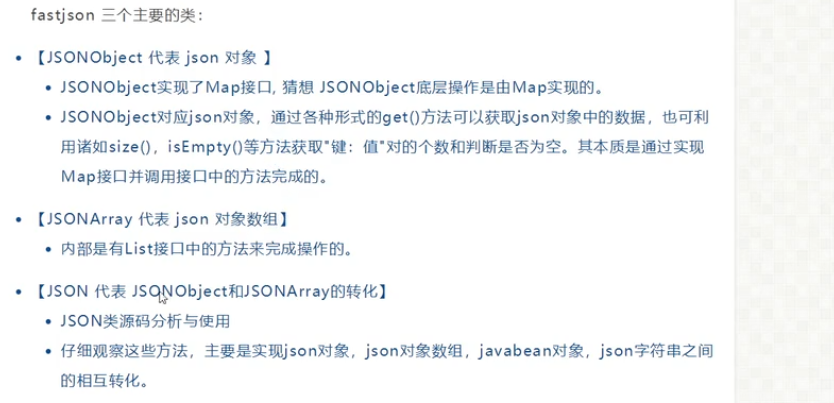 fastjson 三个主要的类：
【JSONObject 代表 json 对象 】
JSONObject实现了Map接口, 猜想 JSONObject底层操作是由Map实现的。
JSONObject对应json对象，通过各种形式的get()方法可以获取json对象中的数据，也可利
用诸如size()，isEmpty()等方法获取"键：值"对的个数和判断是否为空。其本质是通过实现
Map接口并调用接口中的方法完成的。
【JSONArray 代表 json 对象数组】
内部是有List接口中的方法来完成操作的。
【JSON 代表 JSONObject和JSONArray的转化】
JSON类源码分析与使用
仔细观察这些方法，主要是实现json对象，json对象数组，javabean对象，json字符串之间
的相互转化。